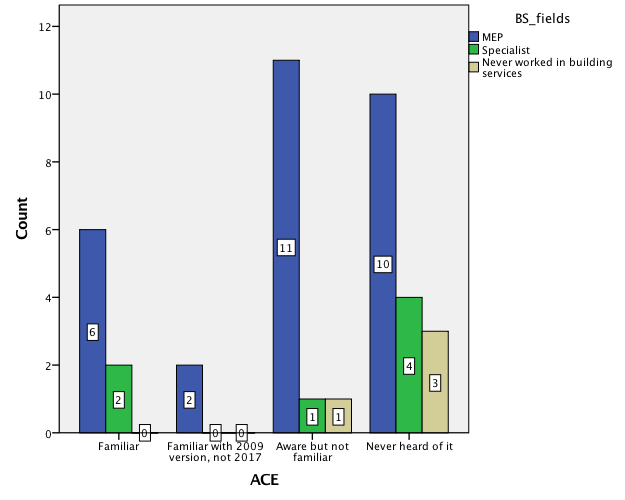 BS_fields
MEP
Specialist
Never worked in building
services
12
10
8
6
4
2
0
Count
6
2
0
2
0
0
11
1
1
10
4
3
Familiar
Familiar with 2009
version, not 2017
Aware but not
familiar
Never heard of it
ACE